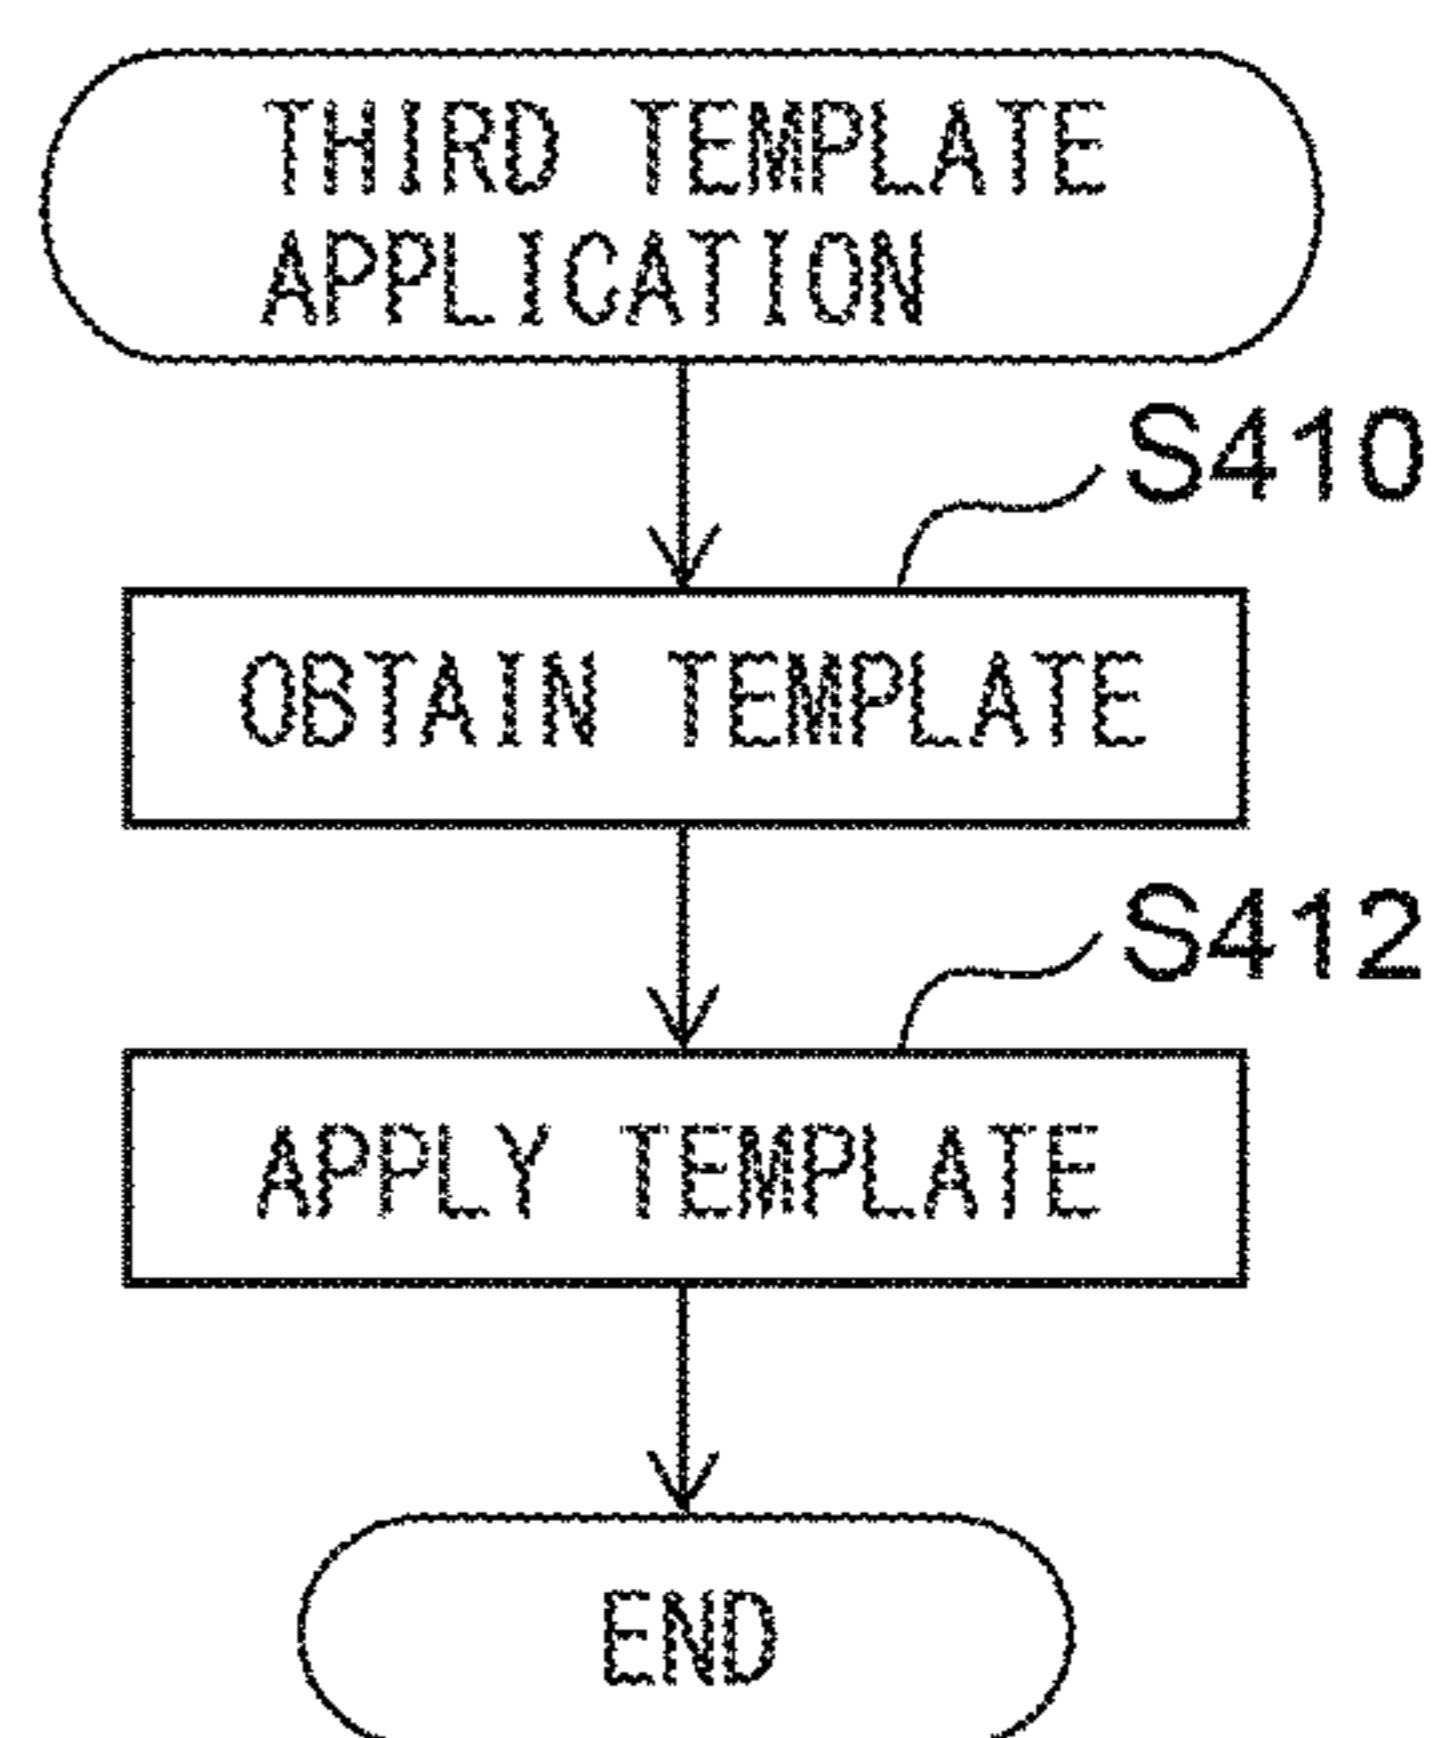 THIRD TEMPLATE
APPLICATION
S410
OBTAIN TEMPLATE
S412
APPLY TEMPLATE
END